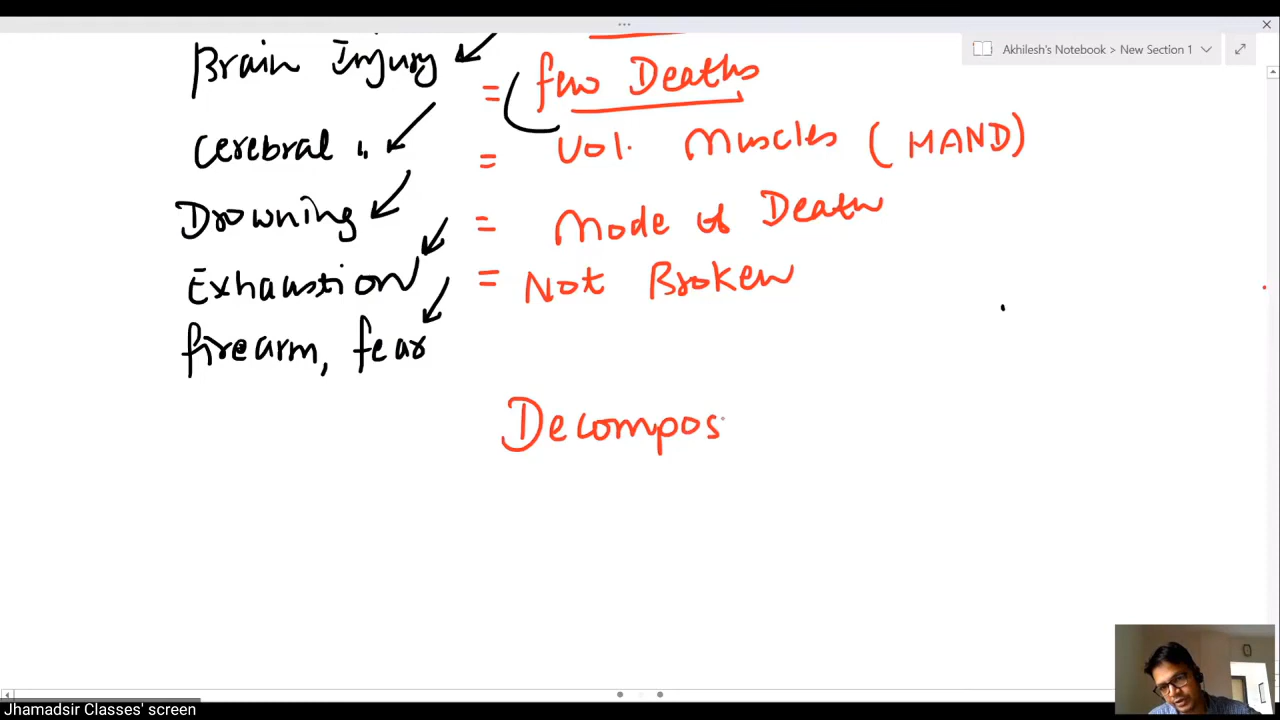 Akhilesh's Notebook > New Section 1
Brain Injury = few Deaths
Cerebral " = Vol. Muscles (HAND)
Drowning = Mode of Death
Exhaustion = Not Broken
firearm, fear
Decompos
Jhamadsir Classes' screen